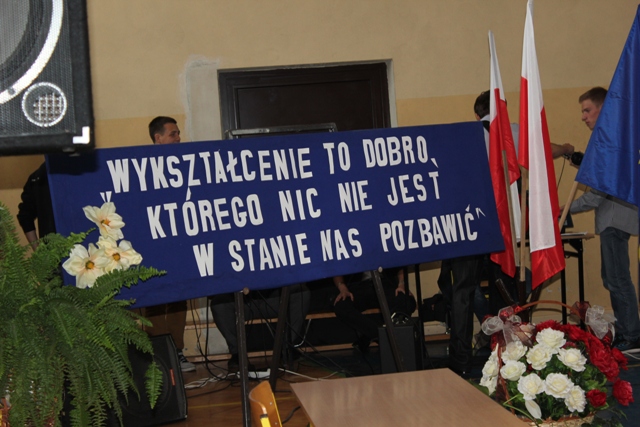 „WYKSZTAŁCENIE TO DOBRO,
KTÓREGO NIC NIE JEST
W STANIE NAS POZBAWIĆ"